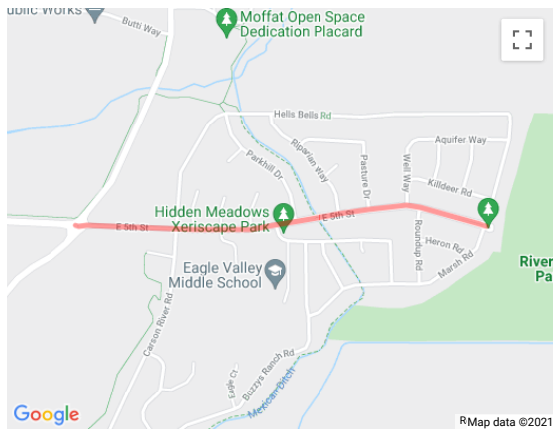 ublic Works
Butti Way
Moffat Open Space
Dedication Placard
Hells Bells Rd
Aquifer Way
Riparian Way
Parkhill Dr
Pasture Dr
Well Way
Killdeer Rd
Hidden Meadows
Xeriscape Park
E 5th St
E 5th St
Roundup Rd
Heron Rd
Marsh Rd
Eagle Valley
Middle School
River
Pa
Carson River Rd
Eagle Ct
Buzzys Ranch Rd
Mexican Ditch
Google
Map data ©2021